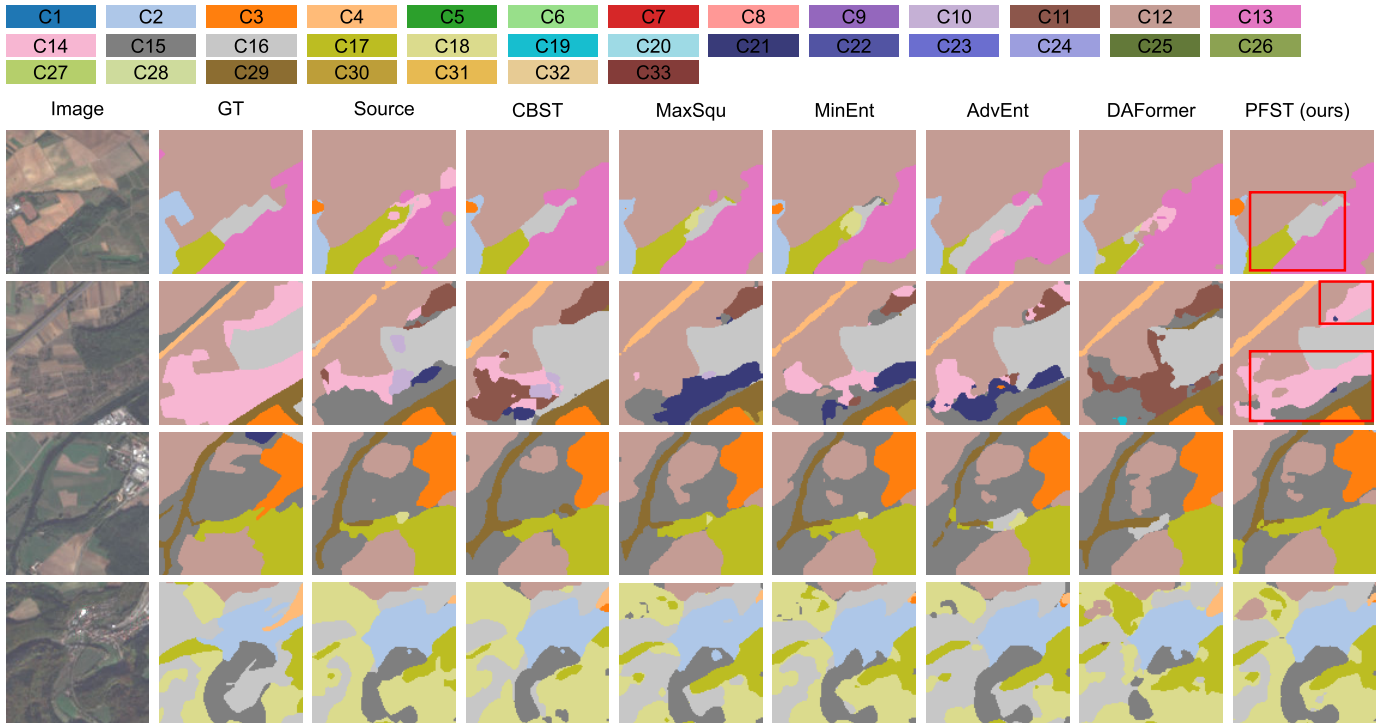 C1 C2 C3 C4 C5 C6 C7 C8 C9 C10 C11 C12 C13
C14 C15 C16 C17 C18 C19 C20 C21 C22 C23 C24 C25 C26
C27 C28 C29 C30 C31 C32 C33
Image GT Source CBST MaxSqu MinEnt AdvEnt DAFormer PFST (ours)